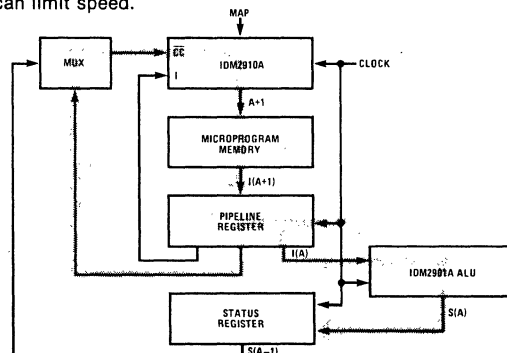 can limit speed.
MAP
MUX
CC
IDM2910A
I
CLOCK
A+1
MICROPROGRAM
MEMORY
I(A+1)
PIPELINE
REGISTER
I(A)
IDM2901A ALU
STATUS
REGISTER
S(A)
S(A−1)